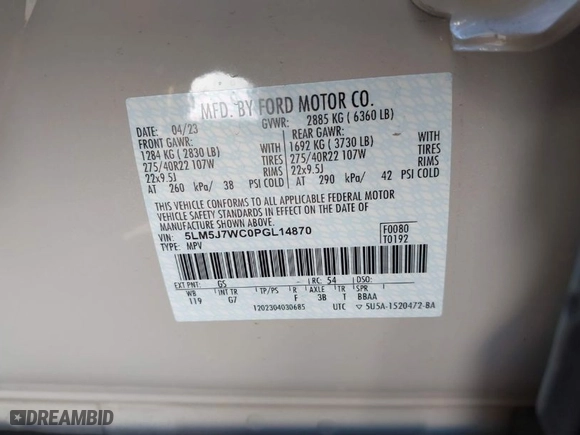 MFD. BY FORD MOTOR CO.
DATE: 04/23 GVWR: 2885 KG ( 6360 LB)
FRONT GAWR: REAR GAWR:
1284 KG ( 2830 LB) 1692 KG ( 3730 LB)
275/40R22 107W TIRES 275/40R22 107W TIRES
22x9.5J RIMS 22x9.5J RIMS
AT 260 kPa/ 38 PSI COLD AT 290 kPa/ 42 PSI COLD
THIS VEHICLE CONFORMS TO ALL APPLICABLE FEDERAL MOTOR
VEHICLE SAFETY STANDARDS IN EFFECT ON THE DATE OF
MANUFACTURE SHOWN ABOVE.
VIN: 5LM5J7WC0PGL14870 F0080
TYPE: MPV T0192
EXT PNT: G5 RC: 54 DSO:
WB INT TR TP/PS R AXLE TR SPR
119 G7 F 3B T BBAA
1202304030685 UTC ▽ 5U5A-1520472-BA
DREAMBID